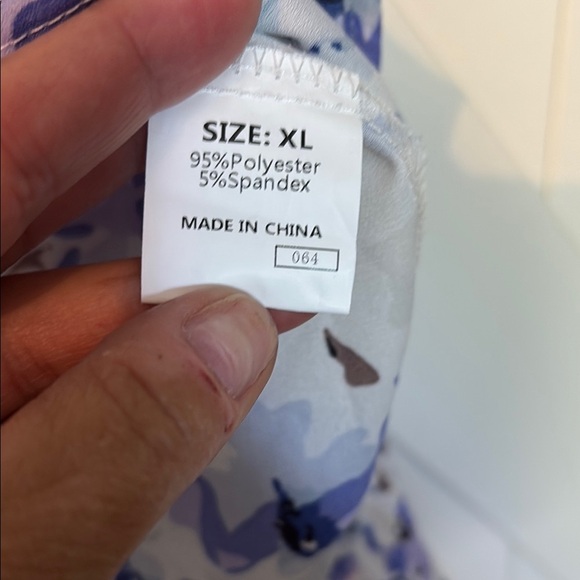 SIZE: XL
95%Polyester
5%Spandex
MADE IN CHINA
064